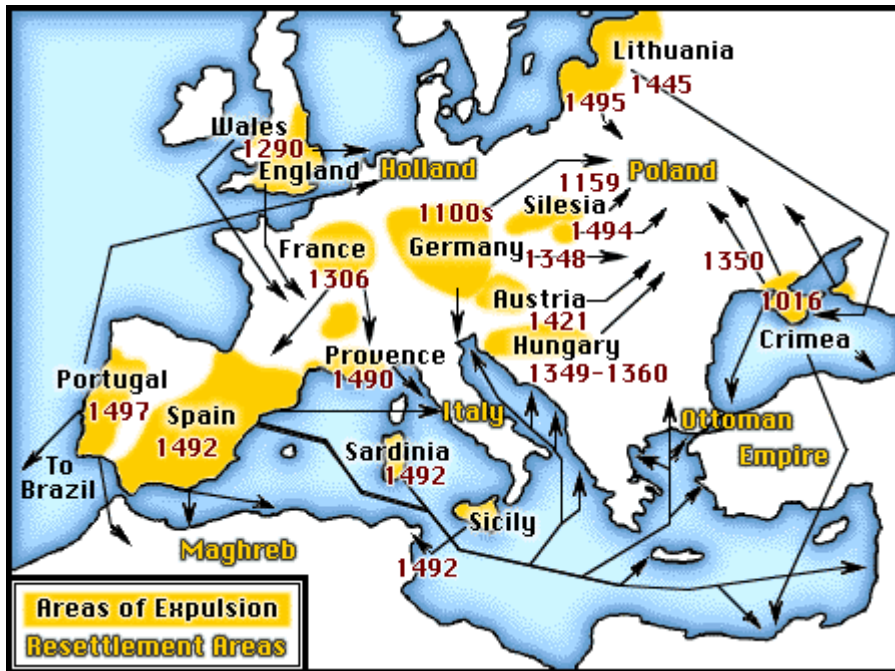 Lithuania
1445
1495
Wales
1290
England
Holland
1159
Poland
1100s
Silesia
1494
France
Germany
1348
1306
1350
Austria
1016
1421
Crimea
Hungary
Provence
1349-1360
1490
Portugal
1497
Spain
Italy
Ottoman
1492
Sardinia
Empire
To
Brazil
1492
Sicily
Maghreb
1492
Areas of Expulsion
Resettlement Areas